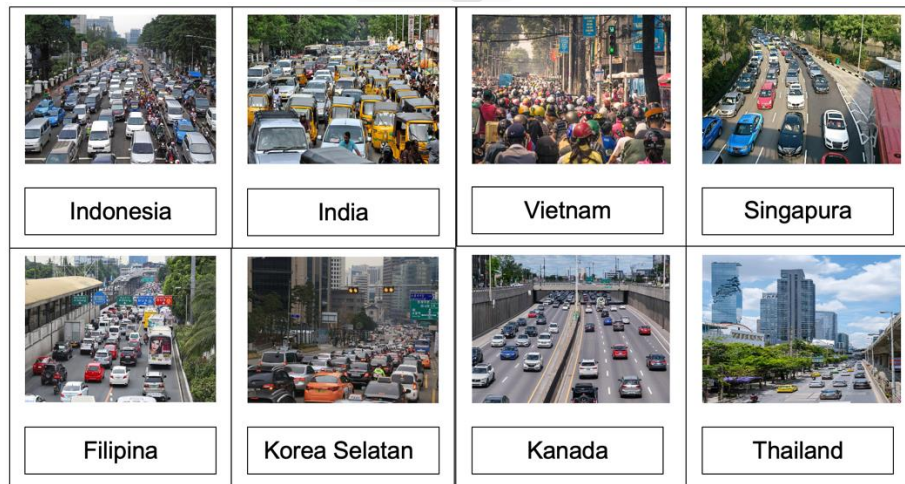 Indonesia
India
Vietnam
Singapura
Filipina
Korea Selatan
Kanada
Thailand